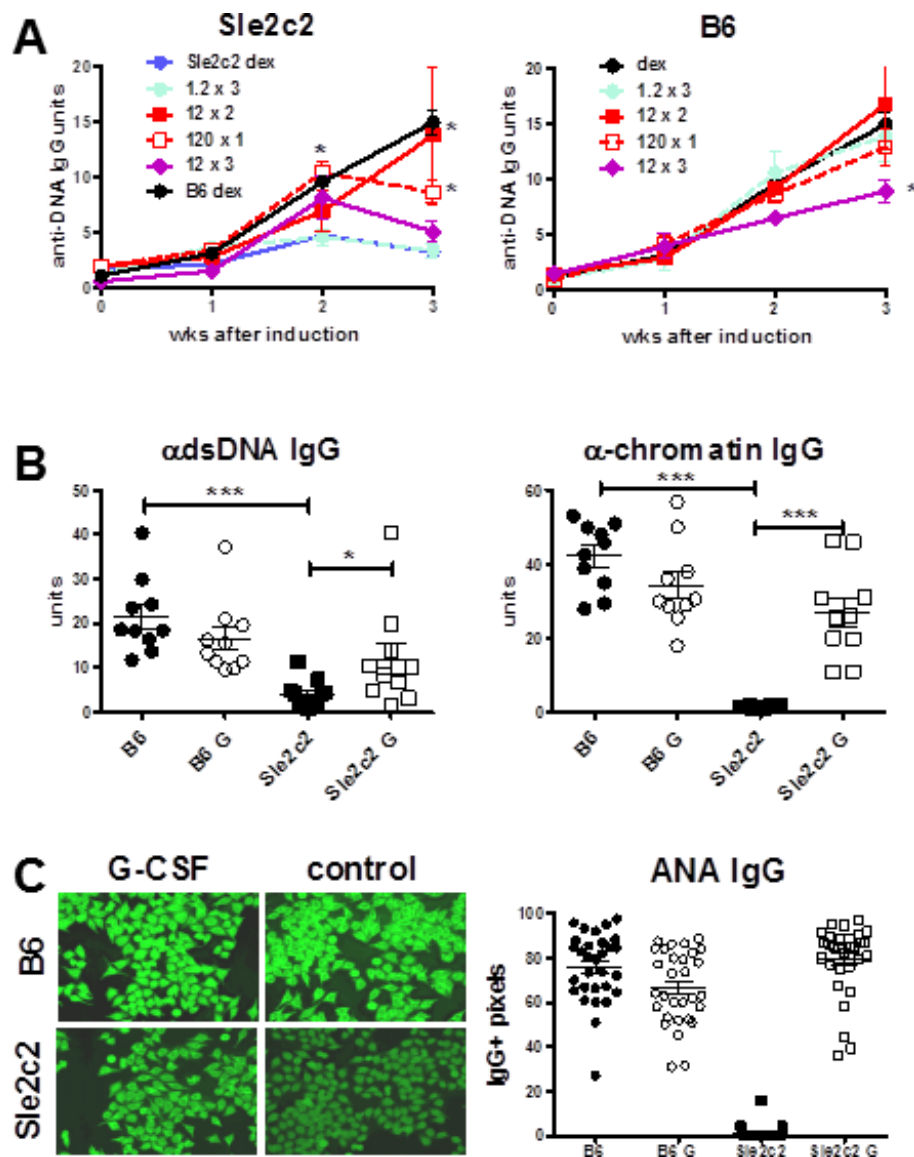 A
Sle2c2
B6
anti-DNA IgG units
20
15
10
5
0
Sle2c2 dex
1.2 x 3
12 x 2
120 x 1
12 x 3
B6 dex
*
*
*
0 1 2 3
wks after induction
anti-DNA IgG units
20
15
10
5
0
dex
1.2 x 3
12 x 2
120 x 1
12 x 3
*
0 1 2 3
wks after induction
B
αdsDNA IgG
α-chromatin IgG
units
50
40
30
20
10
0
***
*
B6
B6 G
Sle2c2
Sle2c2 G
units
60
40
20
0
***
***
B6
B6 G
Sle2c2
Sle2c2 G
C
G-CSF
control
ANA IgG
B6
Sle2c2
IgG+ pixels
100
80
60
40
20
0
B6 B6 G Sle2c2 Sle2c2 G